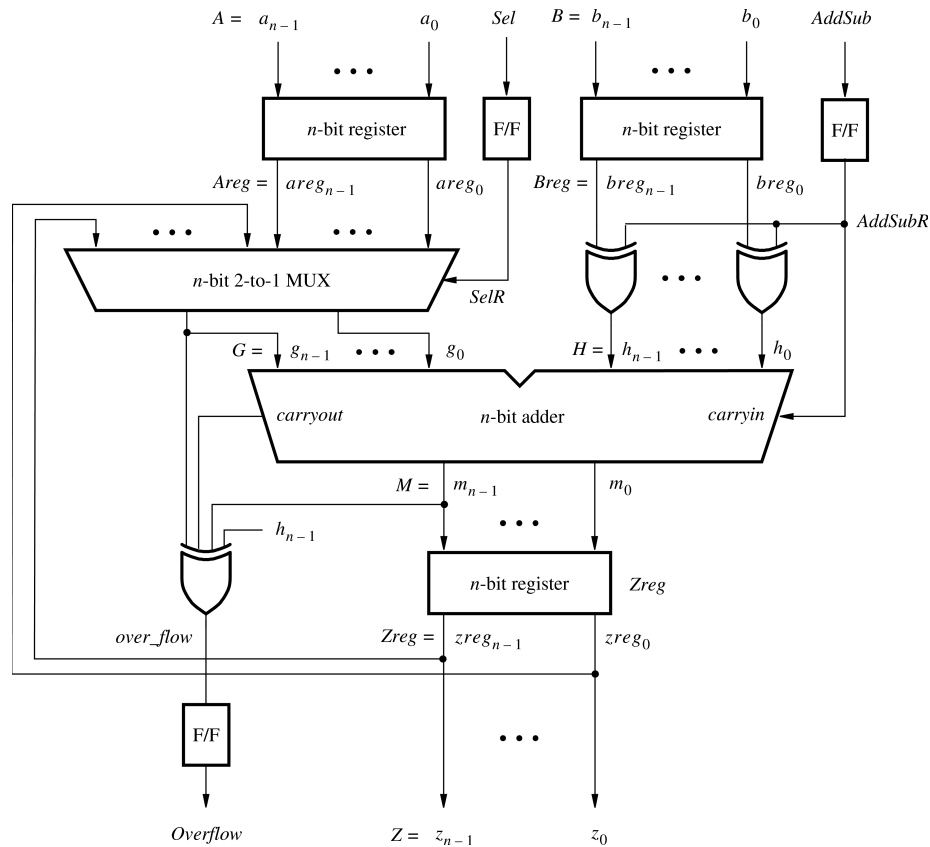 A = a_{n-1} a_0 Sel B = b_{n-1} b_0 AddSub
n-bit register F/F n-bit register F/F
Areg = areg_{n-1} areg_0 Breg = breg_{n-1} breg_0
AddSubR
n-bit 2-to-1 MUX
SelR
G = g_{n-1} g_0 H = h_{n-1} h_0
carryout n-bit adder carryin
M = m_{n-1} m_0
h_{n-1}
n-bit register Zreg
over_flow Zreg = zreg_{n-1} zreg_0
F/F
Overflow Z = z_{n-1} z_0